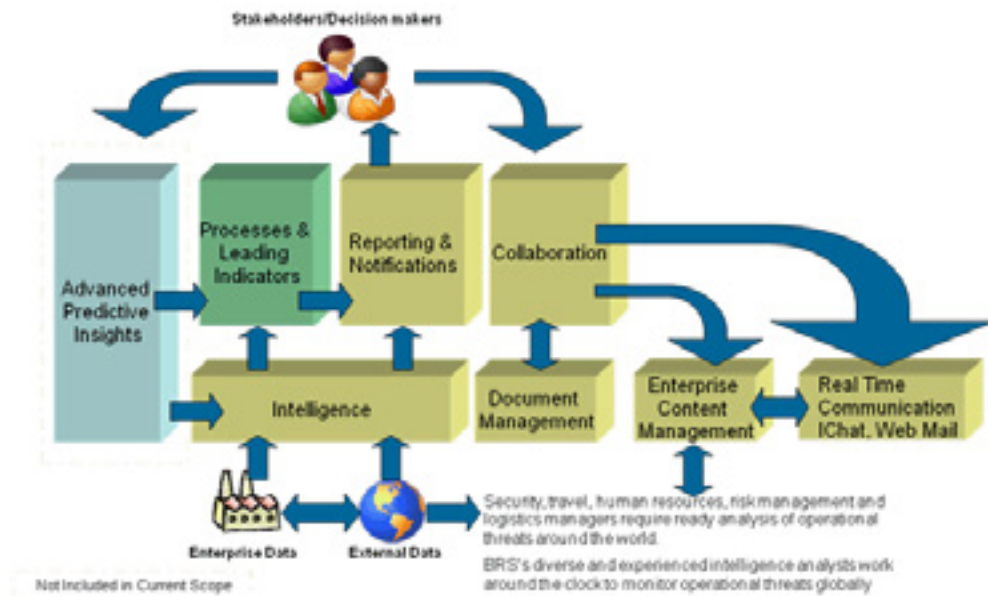 Stakeholders/Decision makers
Advanced
Predictive
Insights
Processes &
Leading
Indicators
Reporting &
Notifications
Collaboration
Intelligence
Document
Management
Enterprise
Content
Management
Real Time
Communication
IChat, Web Mail
Enterprise Data
External Data
Security, travel, human resources, risk management and
logistics managers require ready analysis of operational
threats around the world.
BRS's diverse and experienced intelligence analysts work
around the clock to monitor operational threats globally
Not Included in Current Scope